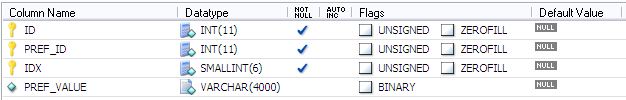 Column Name Datatype NOT NULL AUTO INC Flags Default Value
ID INT(11) UNSIGNED ZEROFILL NULL
PREF_ID INT(11) UNSIGNED ZEROFILL NULL
IDX SMALLINT(6) UNSIGNED ZEROFILL NULL
PREF_VALUE VARCHAR(4000) BINARY NULL